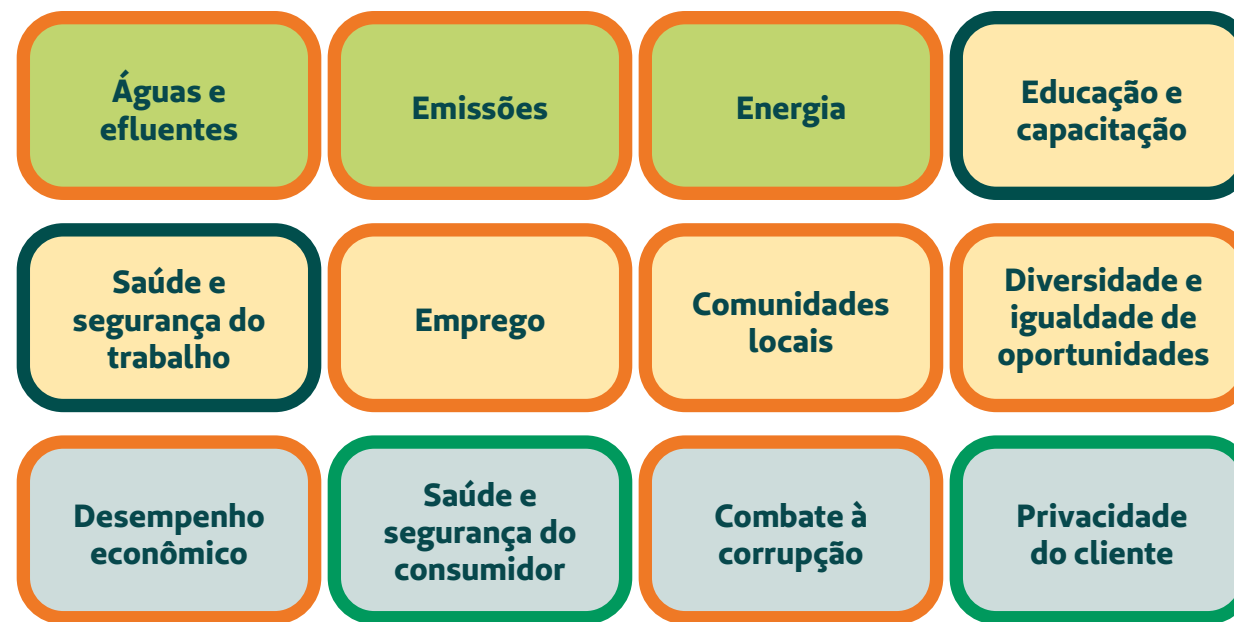 Águas e
efluentes
Emissões
Energia
Educação e
capacitação
Saúde e
segurança do
trabalho
Emprego
Comunidades
locais
Diversidade e
igualdade de
oportunidades
Desempenho
econômico
Saúde e
segurança do
consumidor
Combate à
corrupção
Privacidade
do cliente